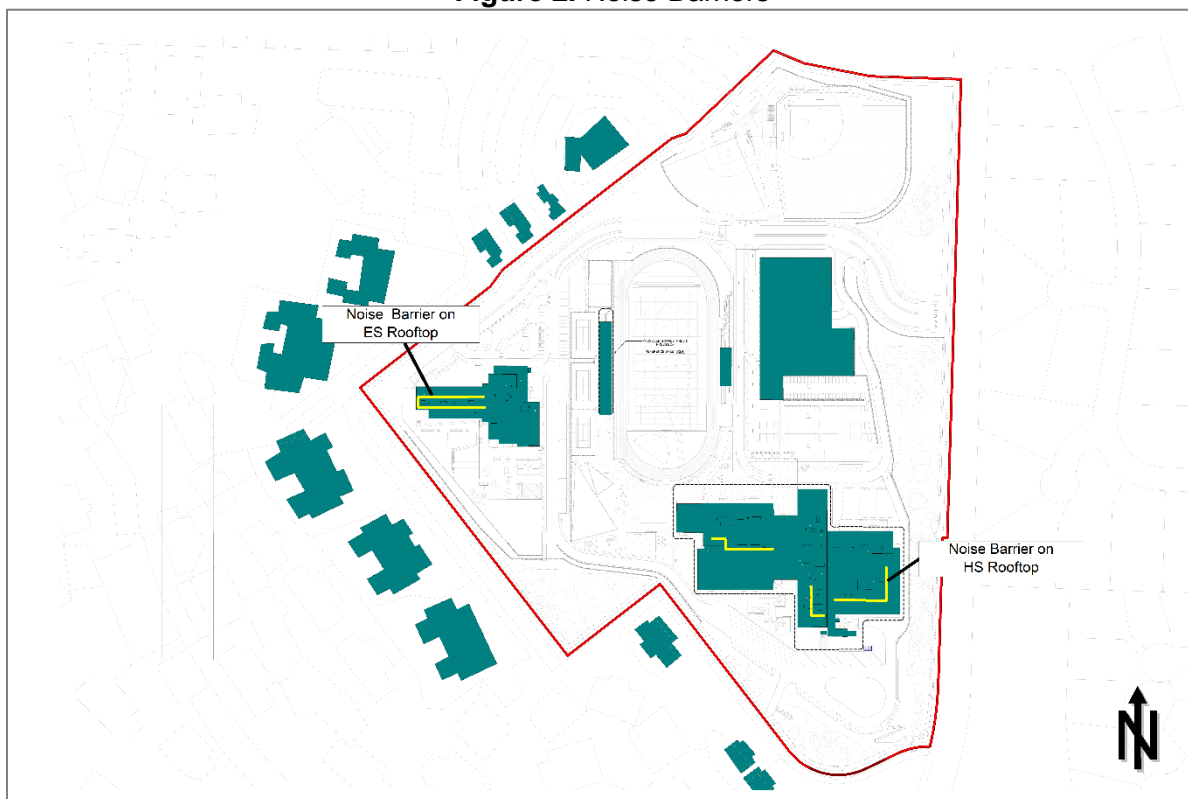 Figure 2. Noise Barriers
Noise Barrier on
ES Rooftop
Noise Barrier on
HS Rooftop
N